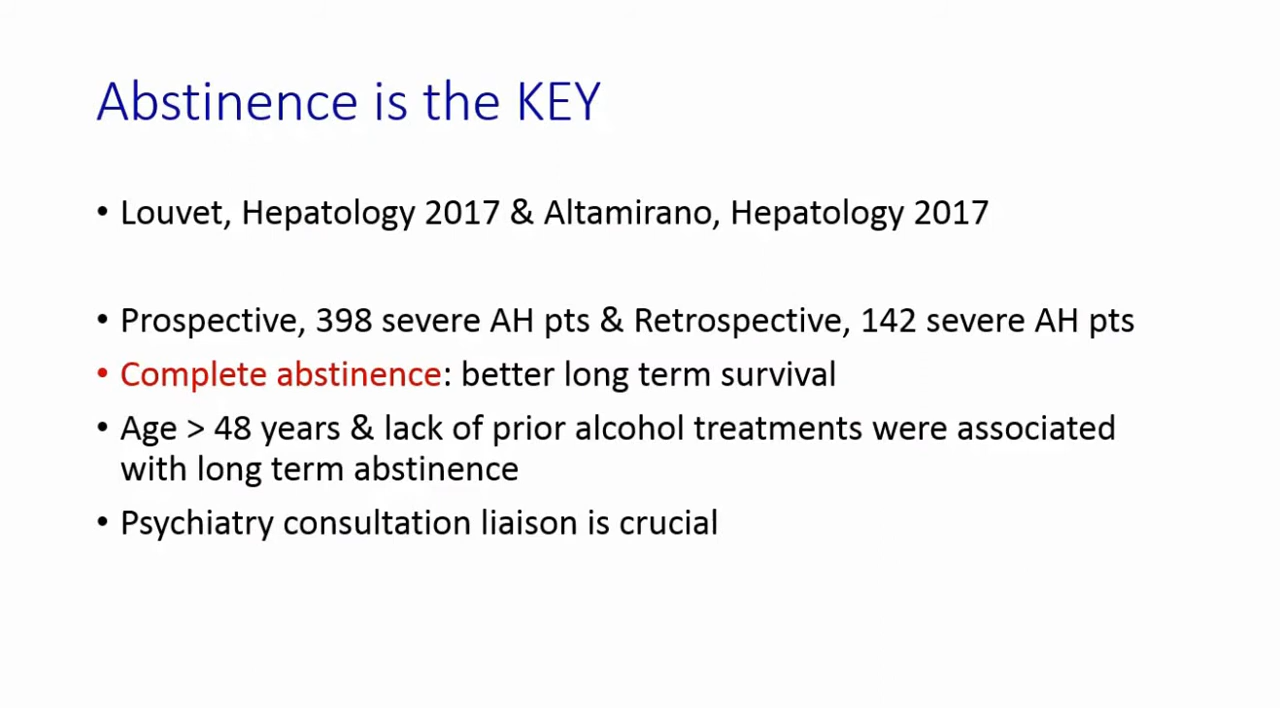 Abstinence is the KEY
• Louvet, Hepatology 2017 & Altamirano, Hepatology 2017
• Prospective, 398 severe AH pts & Retrospective, 142 severe AH pts
• Complete abstinence: better long term survival
• Age > 48 years & lack of prior alcohol treatments were associated
with long term abstinence
• Psychiatry consultation liaison is crucial